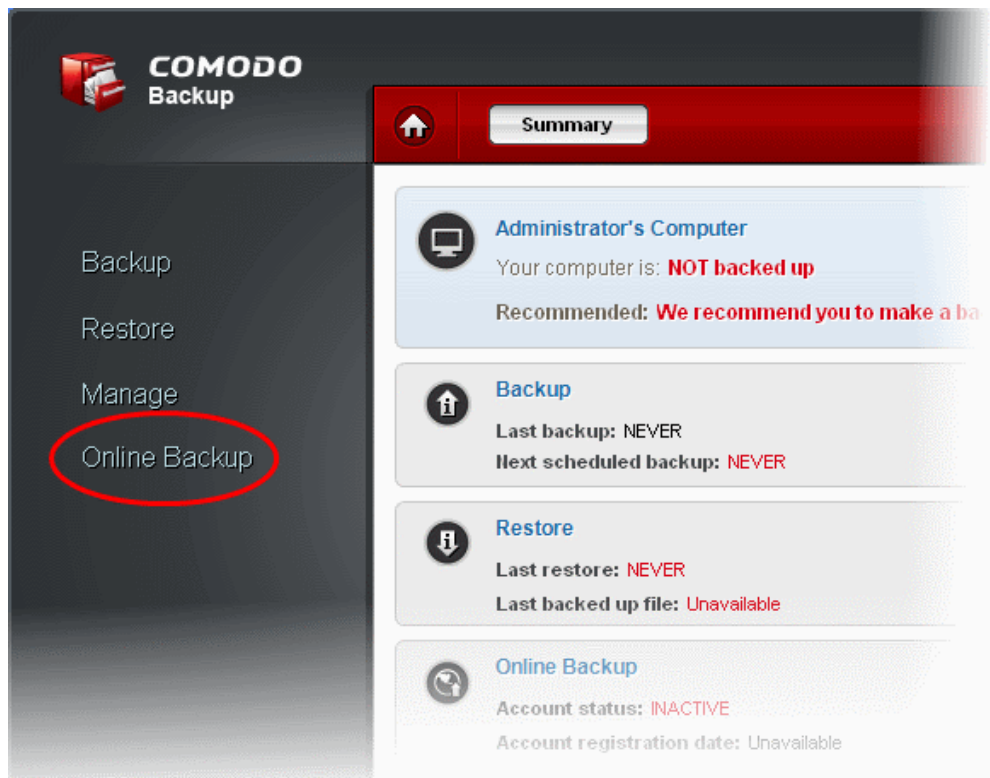 COMODO
Backup
Summary
Backup
Restore
Manage
Online Backup
Administrator's Computer
Your computer is: NOT backed up
Recommended: We recommend you to make a
Backup
Last backup: NEVER
Next scheduled backup: NEVER
Restore
Last restore: NEVER
Last backed up file: Unavailable
Online Backup
Account status: INACTIVE
Account registration date: Unavailable